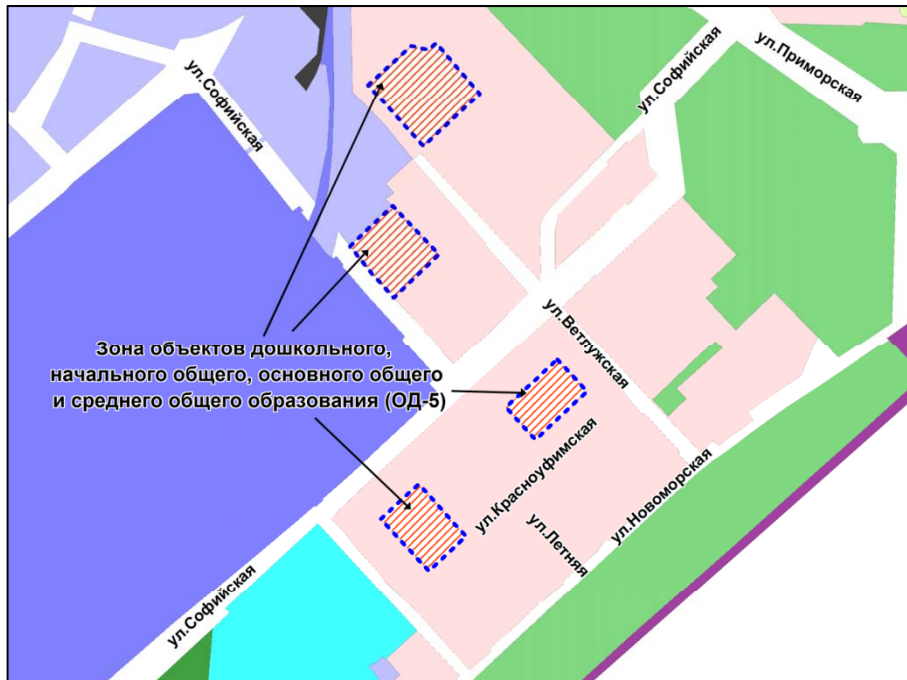 ул.Софийская
ул.Софийская
ул.Приморская
ул.Ветлужская
Зона объектов дошкольного,
начального общего, основного общего
и среднего общего образования (ОД-5)
ул.Красноуфимская
ул.Новоморская
ул.Летняя
ул.Софийская